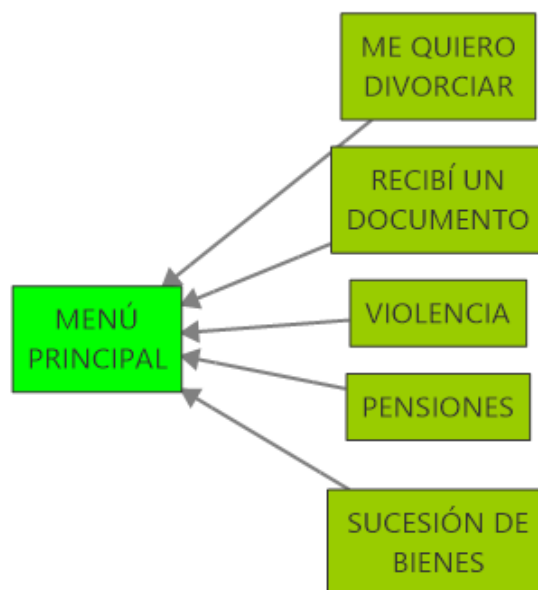 ME QUIERO
DIVORCIAR
RECIBÍ UN
DOCUMENTO
MENÚ
PRINCIPAL
VIOLENCIA
PENSIONES
SUCESIÓN DE
BIENES